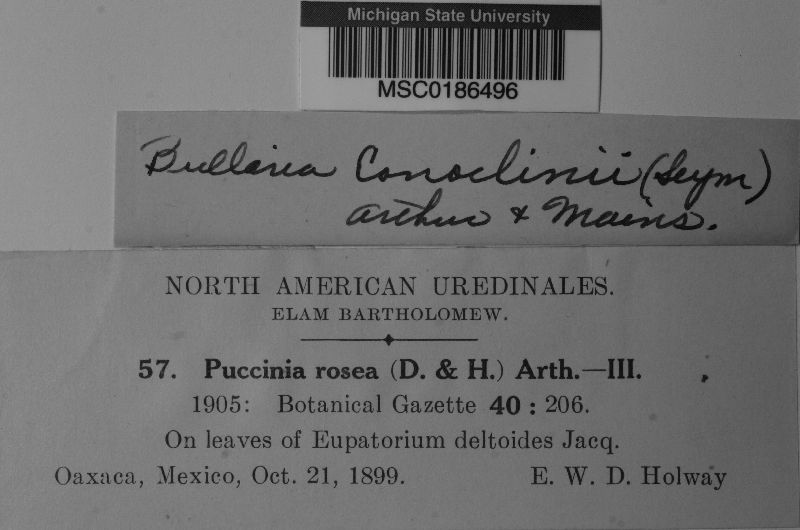 Michigan State University
MSC0186496
Bullaria Conoclinii (Seym)
Arthur & Mains.
NORTH AMERICAN UREDINALES.
ELAM BARTHOLOMEW.
57. Puccinia rosea (D. & H.) Arth.—III.
1905: Botanical Gazette 40 : 206.
On leaves of Eupatorium deltoides Jacq.
Oaxaca, Mexico, Oct. 21, 1899. E. W. D. Holway